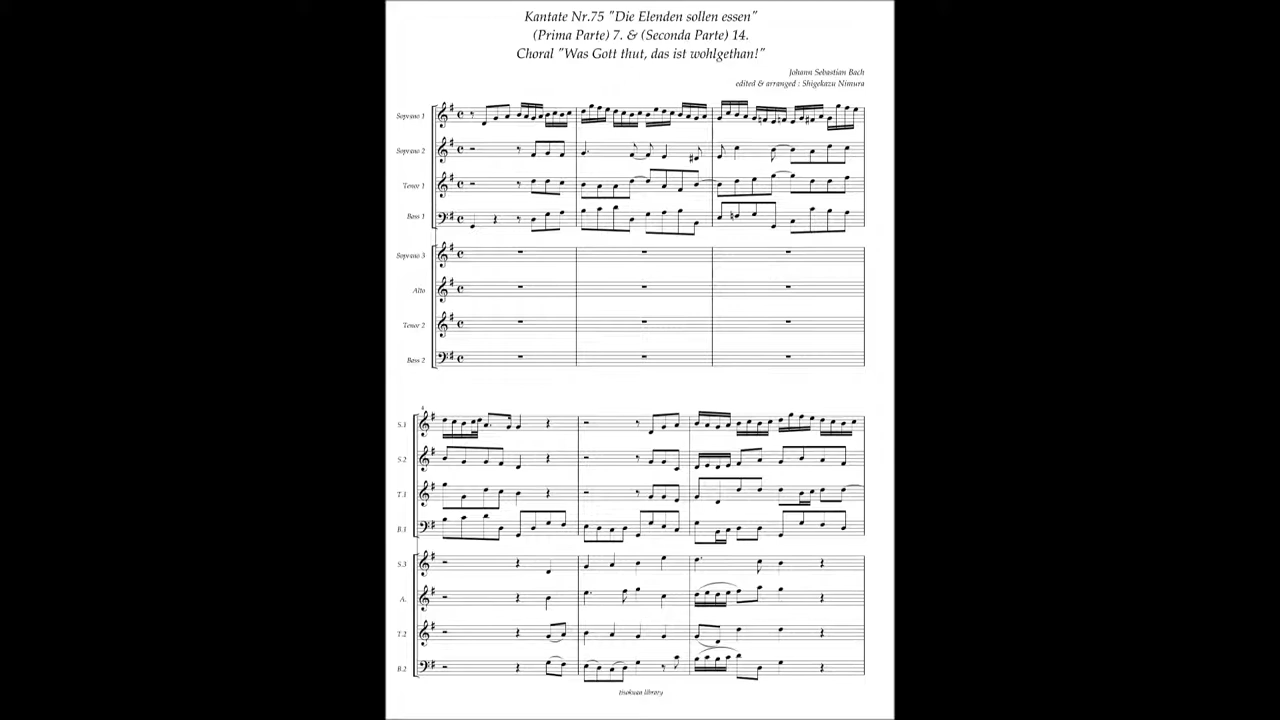 Kantate Nr.75 "Die Elenden sollen essen"
(Prima Parte) 7. & (Seconda Parte) 14.
Choral "Was Gott thut, das ist wohlgethan!"
Johann Sebastian Bach
edited & arranged : Shigekazu Nimura
Soprano 1
Soprano 2
Tenor 1
Bass 1
Soprano 3
Alto
Tenor 2
Bass 2
4
S.1
S.2
T.1
B.1
S.3
A.
T.2
B.2
library